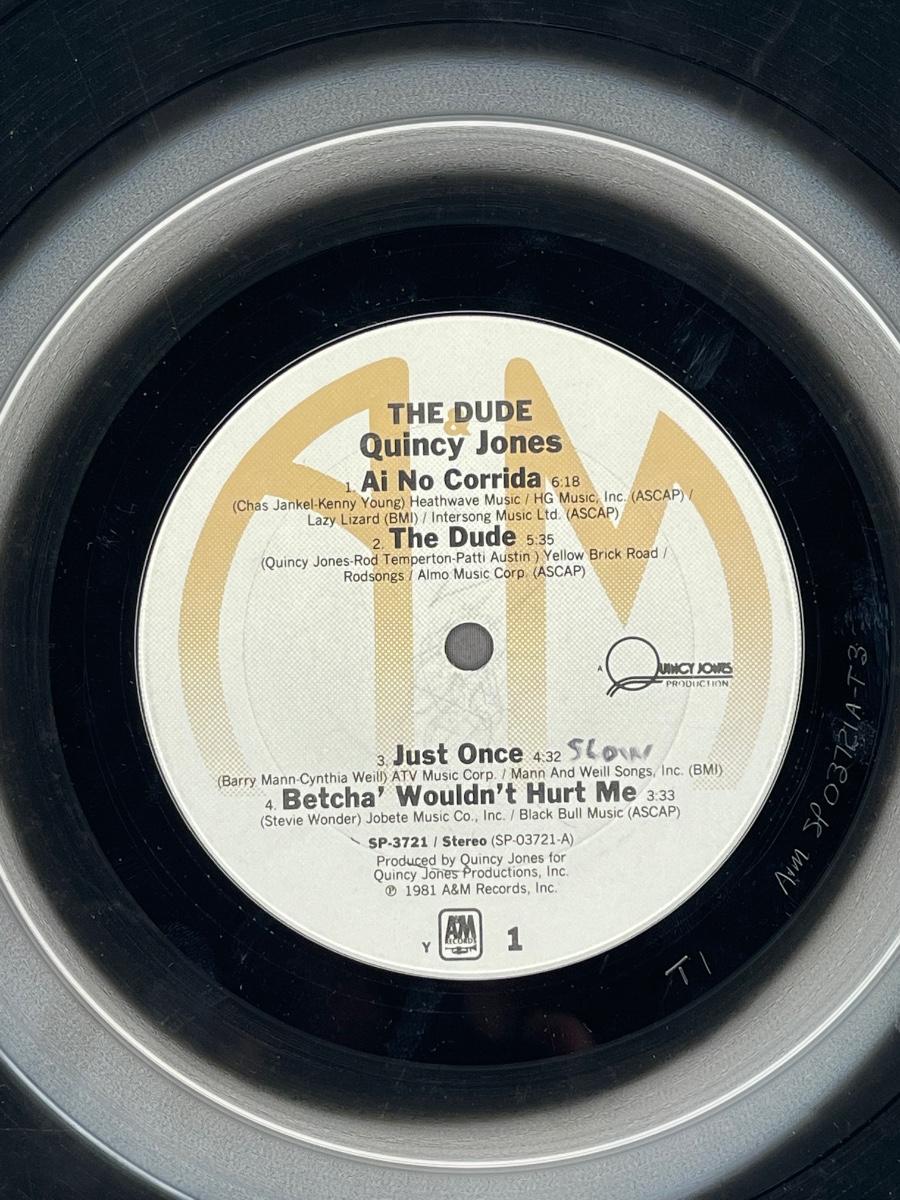 THE DUDE
&
Quincy Jones
1. Ai No Corrida 6:18
(Chas Jankel-Kenny Young) Heathwave Music / HG Music, Inc. (ASCAP) /
Lazy Lizard (BMI) / Intersong Music Ltd. (ASCAP)
2. The Dude 5:35
(Quincy Jones-Rod Temperton-Patti Austin ) Yellow Brick Road /
Rodsongs / Almo Music Corp. (ASCAP)
A QUINCY JONES
PRODUCTION
3. Just Once 4:32 Slow
(Barry Mann-Cynthia Weill) ATV Music Corp. / Mann And Weill Songs, Inc. (BMI)
4. Betcha' Wouldn't Hurt Me 3:33
(Stevie Wonder) Jobete Music Co., Inc. / Black Bull Music (ASCAP)
SP-3721 / Stereo (SP-03721-A)
Produced by Quincy Jones for
Quincy Jones Productions, Inc.
℗ 1981 A&M Records, Inc.
Y A&M RECORDS 1
T1
A+M SP03721A-T3